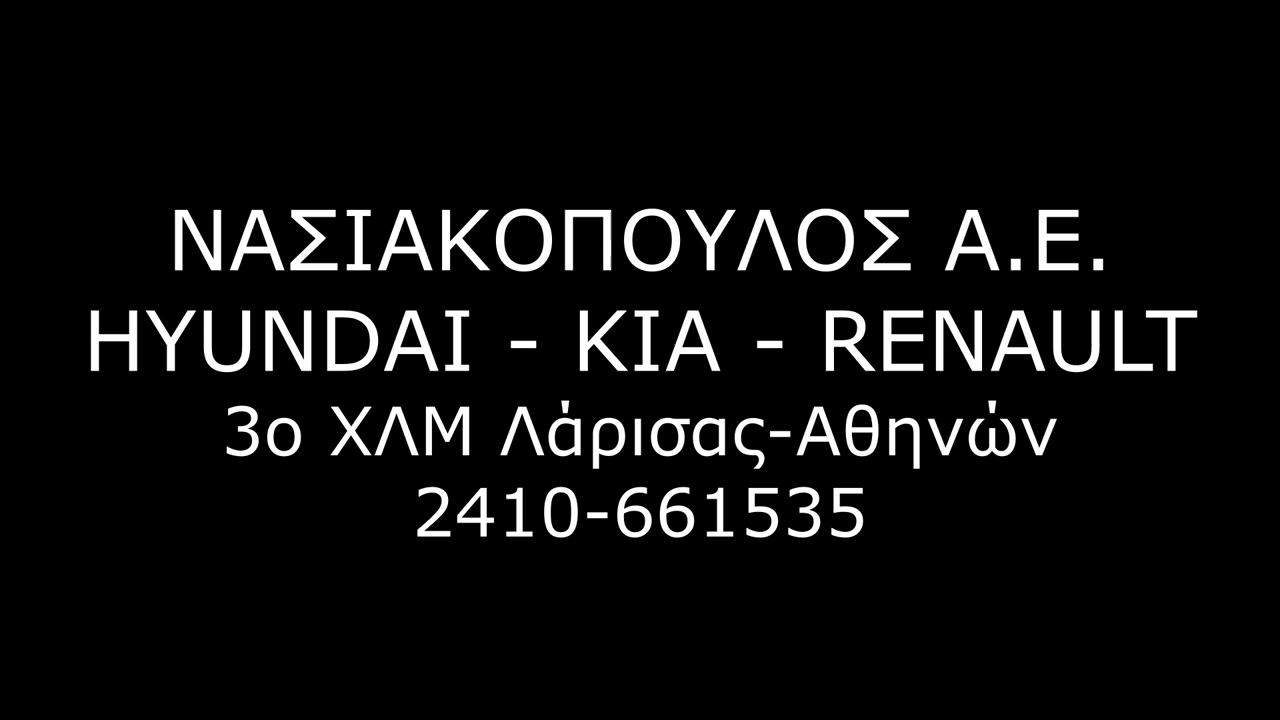 ΝΑΣΙΑΚΟΠΟΥΛΟΣ Α.Ε.
HYUNDAI - KIA - RENAULT
3ο ΧΛΜ Λάρισας-Αθηνών
2410-661535